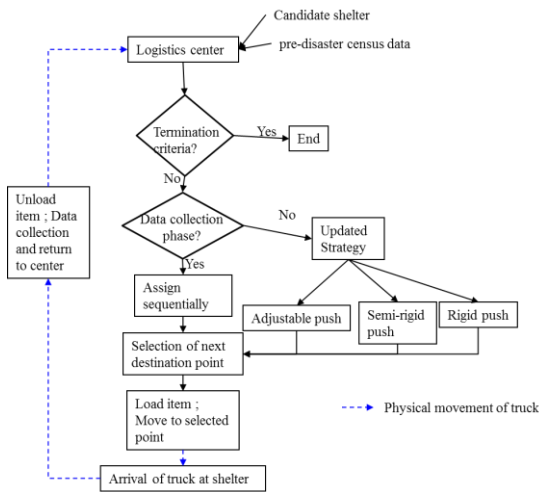 Candidate shelter
pre-disaster census data
Logistics center
Termination
criteria?
Yes
End
No
Data collection
phase?
No
Updated
Strategy
Yes
Unload
item ; Data
collection
and return
to center
Assign
sequentially
Adjustable push
Semi-rigid
push
Rigid push
Selection of next
destination point
Load item ;
Move to selected
point
Physical movement of truck
Arrival of truck at shelter